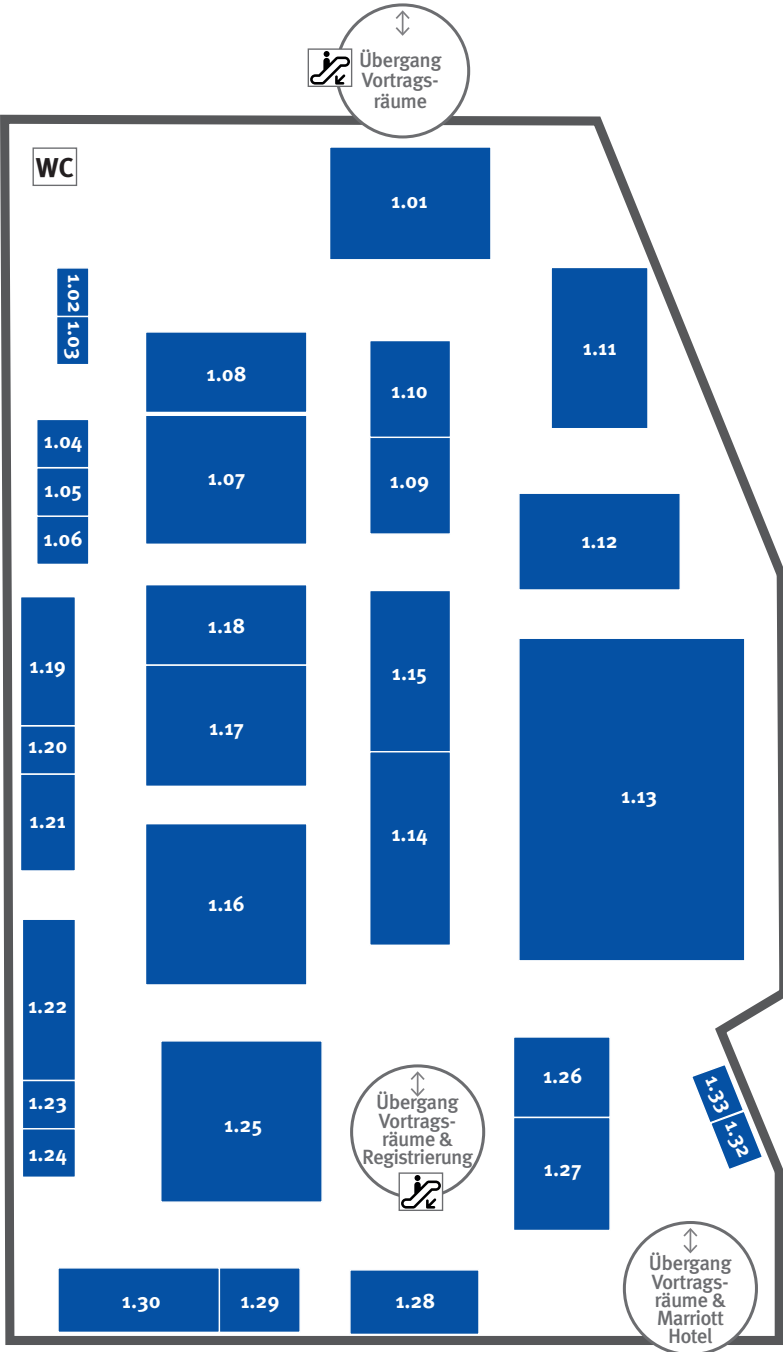 Übergang
Vortrags-
räume
WC
1.01
1.02
1.03
1.11
1.08
1.10
1.04
1.07
1.09
1.05
1.06
1.12
1.18
1.15
1.19
1.17
1.20
1.13
1.21
1.14
1.16
1.22
1.26
1.33
1.23
1.25
Übergang
Vortrags-
räume &
Registrierung
1.32
1.24
1.27
Übergang
Vortrags-
räume &
Marriott
Hotel
1.30
1.29
1.28